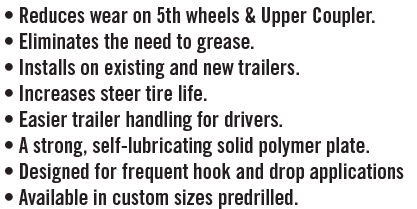 • Reduces wear on 5th wheels & Upper Coupler.
• Eliminates the need to grease.
• Installs on existing and new trailers.
• Increases steer tire life.
• Easier trailer handling for drivers.
• A strong, self-lubricating solid polymer plate.
• Designed for frequent hook and drop applications
• Available in custom sizes predrilled.